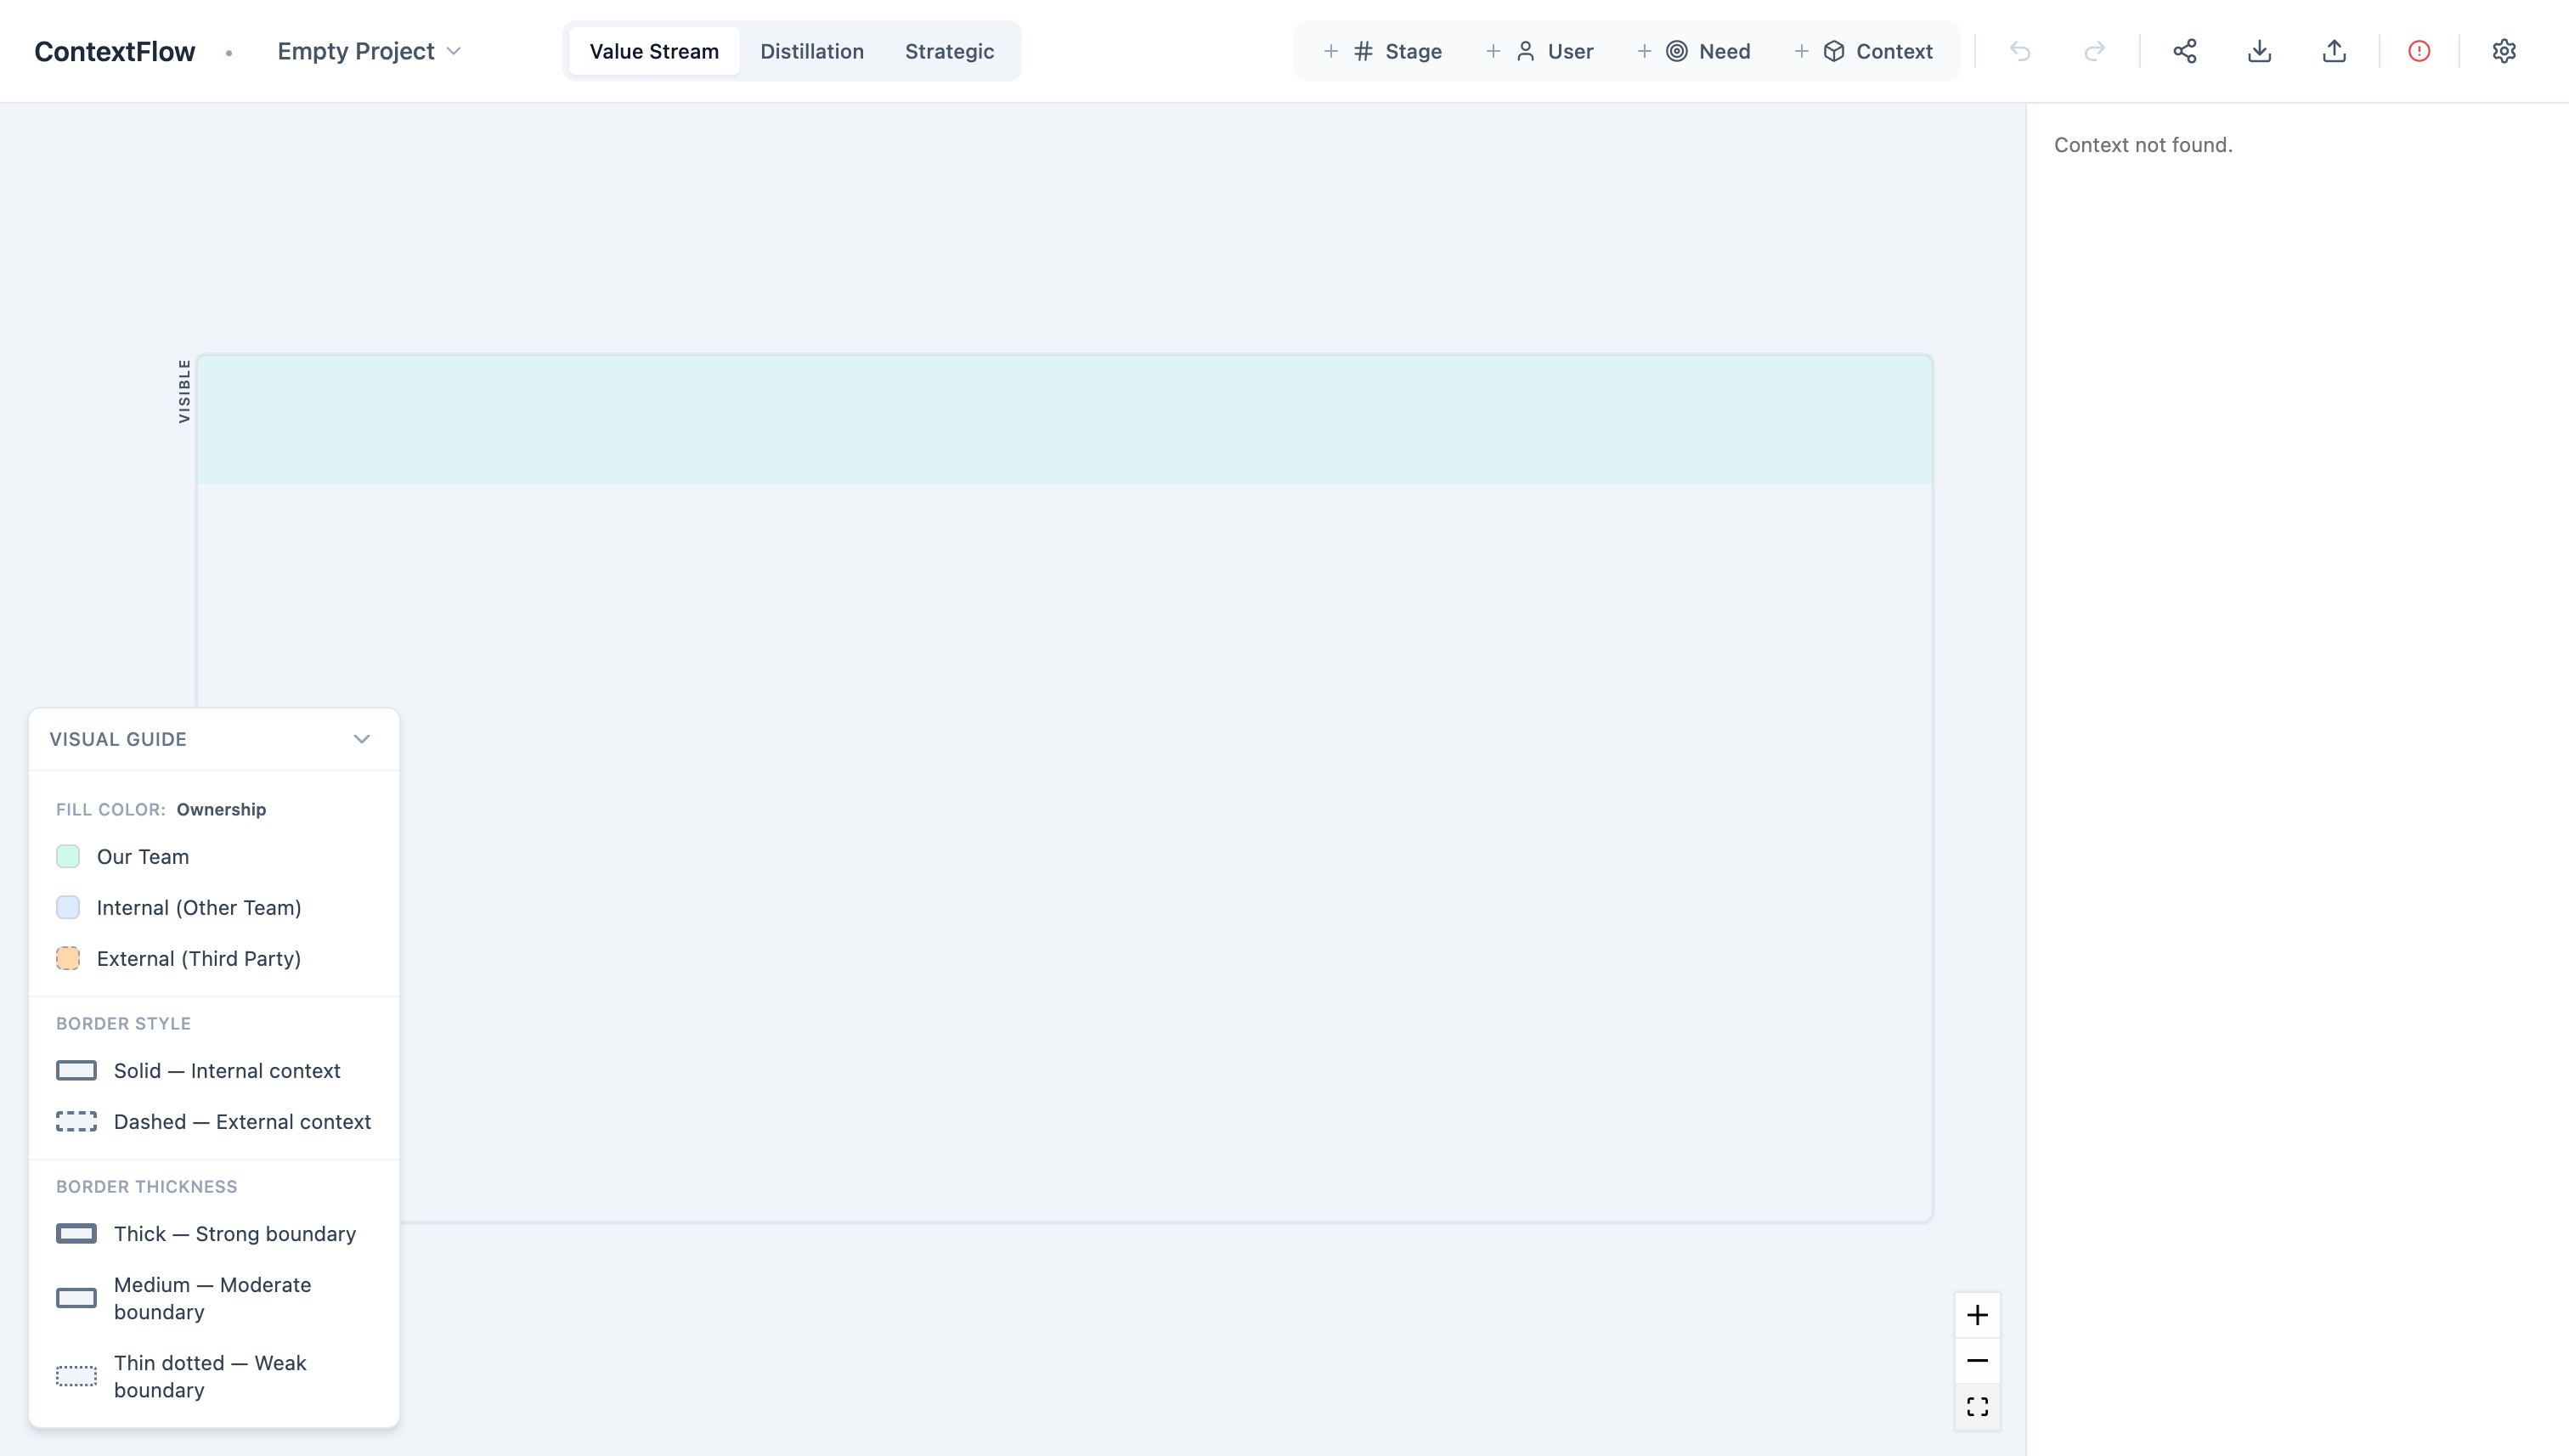 ContextFlow
Empty Project
Value Stream
Distillation
Strategic
Stage
User
Need
Context
Context not found.
VISIBLE
VISUAL GUIDE
FILL COLOR: Ownership
Our Team
Internal (Other Team)
External (Third Party)
BORDER STYLE
Solid — Internal context
Dashed — External context
BORDER THICKNESS
Thick — Strong boundary
Medium — Moderate
boundary
Thin dotted — Weak
boundary